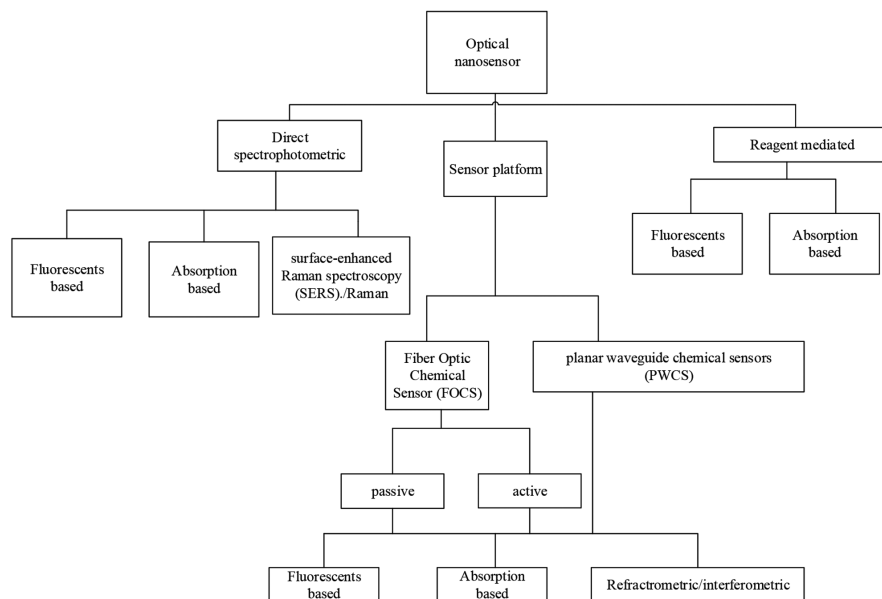 Optical
nanosensor
Direct
spectrophotometric
Sensor platform
Reagent mediated
Fluorescents
based
Absorption
based
surface-enhanced
Raman spectroscopy
(SERS)./Raman
Fluorescents
based
Absorption
based
Fiber Optic
Chemical
Sensor (FOCS)
planar waveguide chemical sensors
(PWCS)
passive
active
Fluorescents
based
Absorption
based
Refractrometric/interferometric